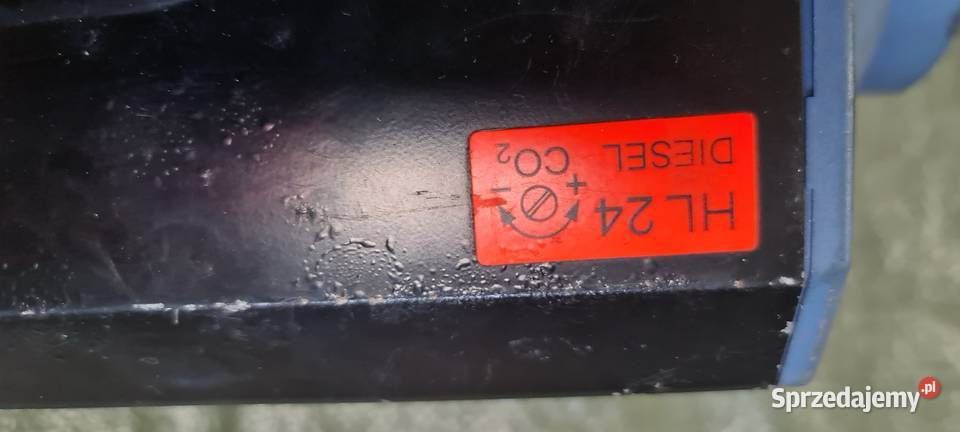 HL 24
- +
DIESEL CO2
Sprzedajemy.pl